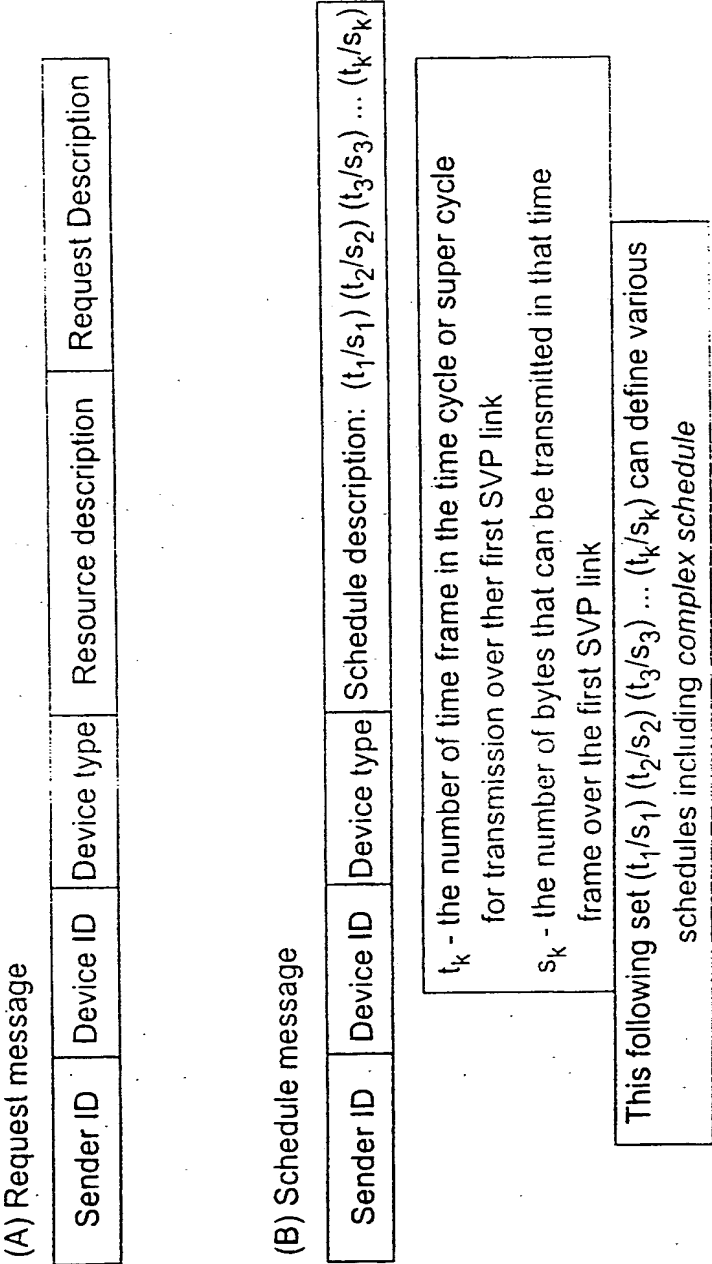 (A) Request message
Sender ID Device ID Device type Resource description Request Description
(B) Schedule message
Sender ID Device ID Device type Schedule description: (t₁/s₁) (t₂/s₂) (t₃/s₃) ... (tₖ/sₖ)
tₖ - the number of time frame in the time cycle or super cycle
for transmission over ther first SVP link
sₖ - the number of bytes that can be transmitted in that time
frame over the first SVP link
This following set (t₁/s₁) (t₂/s₂) (t₃/s₃) ... (tₖ/sₖ) can define various
schedules including complex schedule